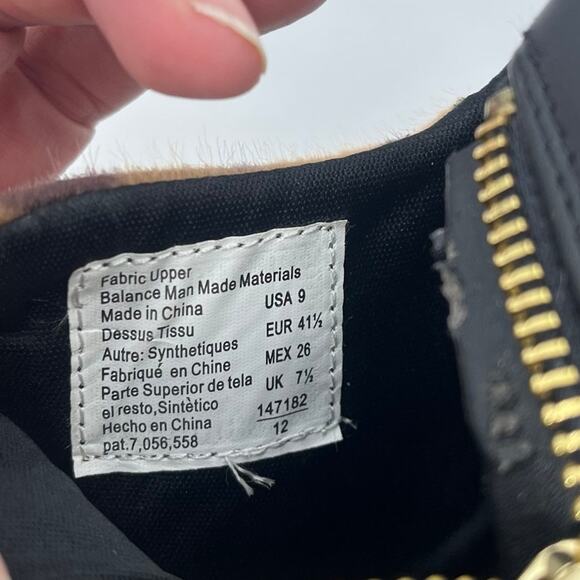 Fabric Upper
Balance Man Made Materials
Made in China
Dessus Tissu
Autre: Synthetiques
Fabriqué en Chine
Parte Superior de tela
el resto,Sintètico
Hecho en China
pat.7,056,558
USA 9
EUR 41½
MEX 26
UK 7½
147182
12